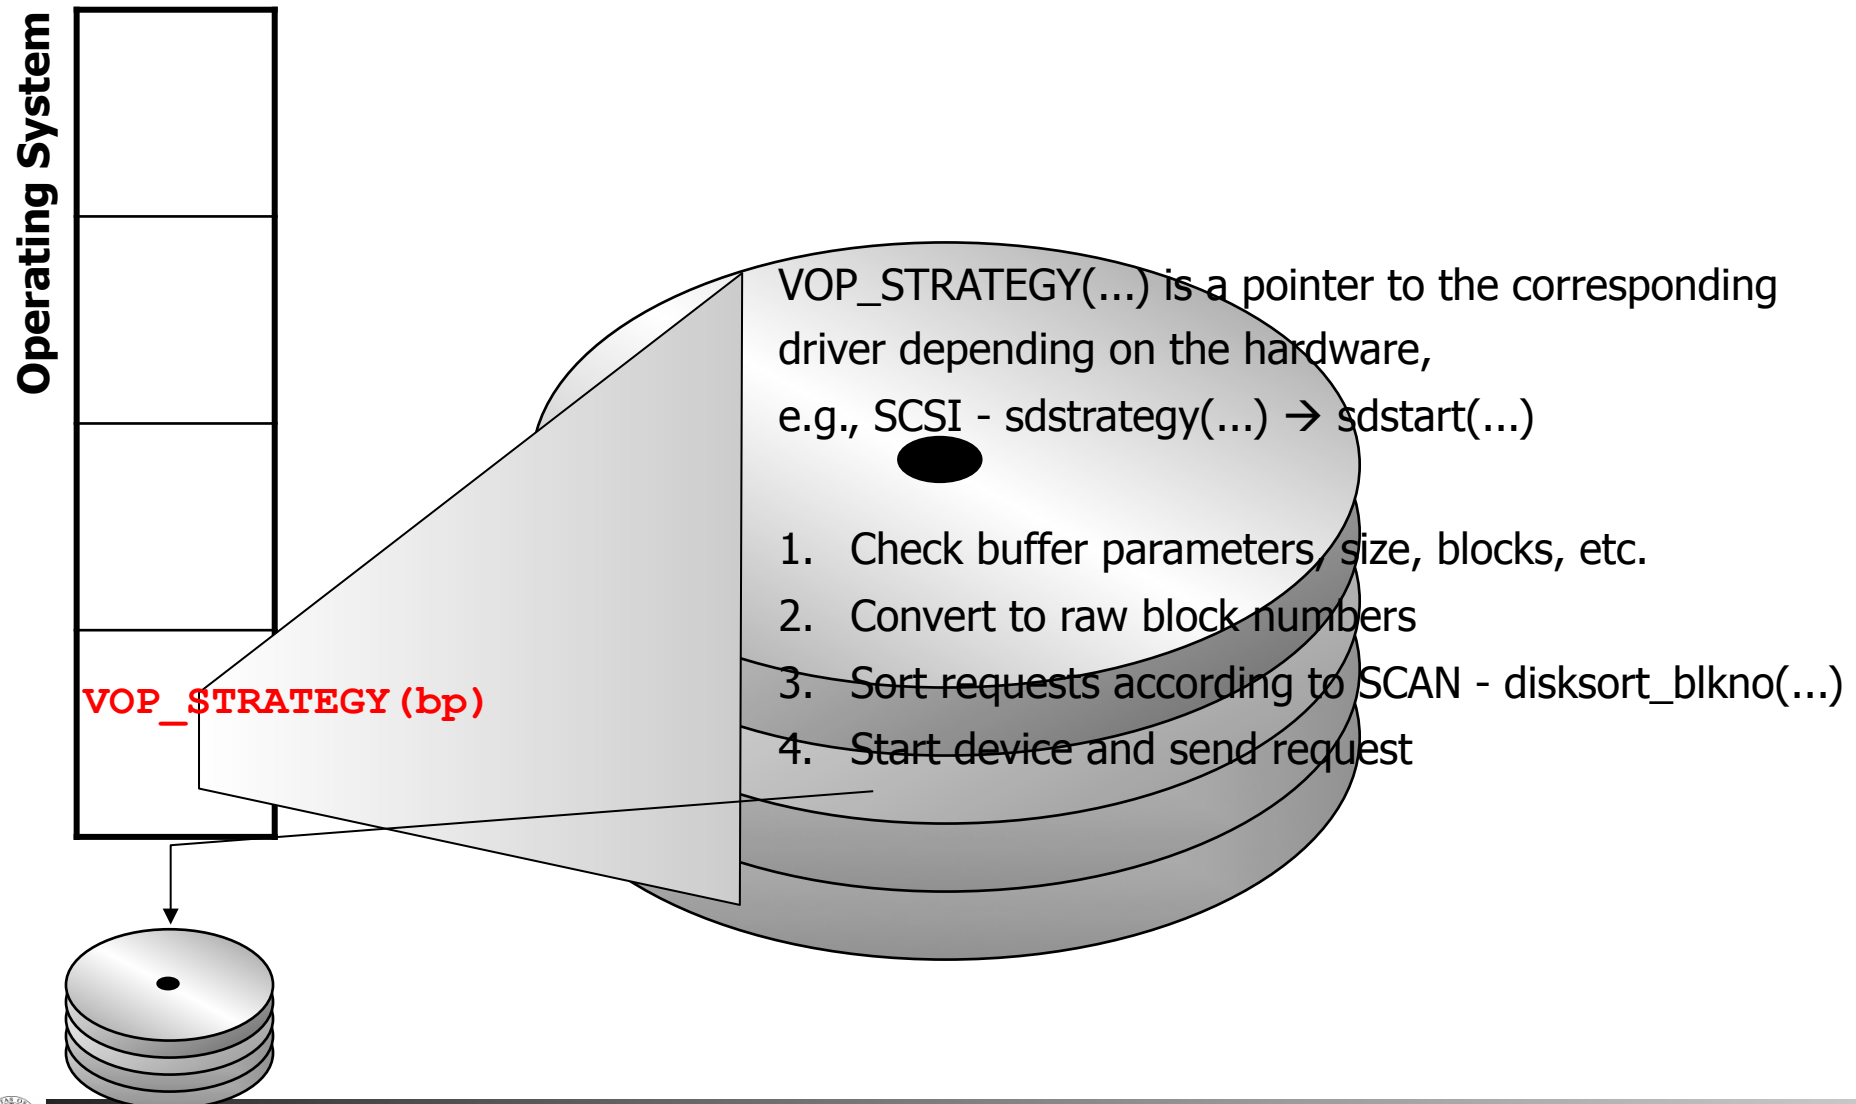 Operating System
VOP_STRATEGY(...) is a pointer to the corresponding
driver depending on the hardware,
e.g., SCSI - sdstrategy(...) → sdstart(...)
1. Check buffer parameters, size, blocks, etc.
2. Convert to raw block numbers
3. Sort requests according to SCAN - disksort_blkno(...)
4. Start device and send request
VOP_STRATEGY(bp)